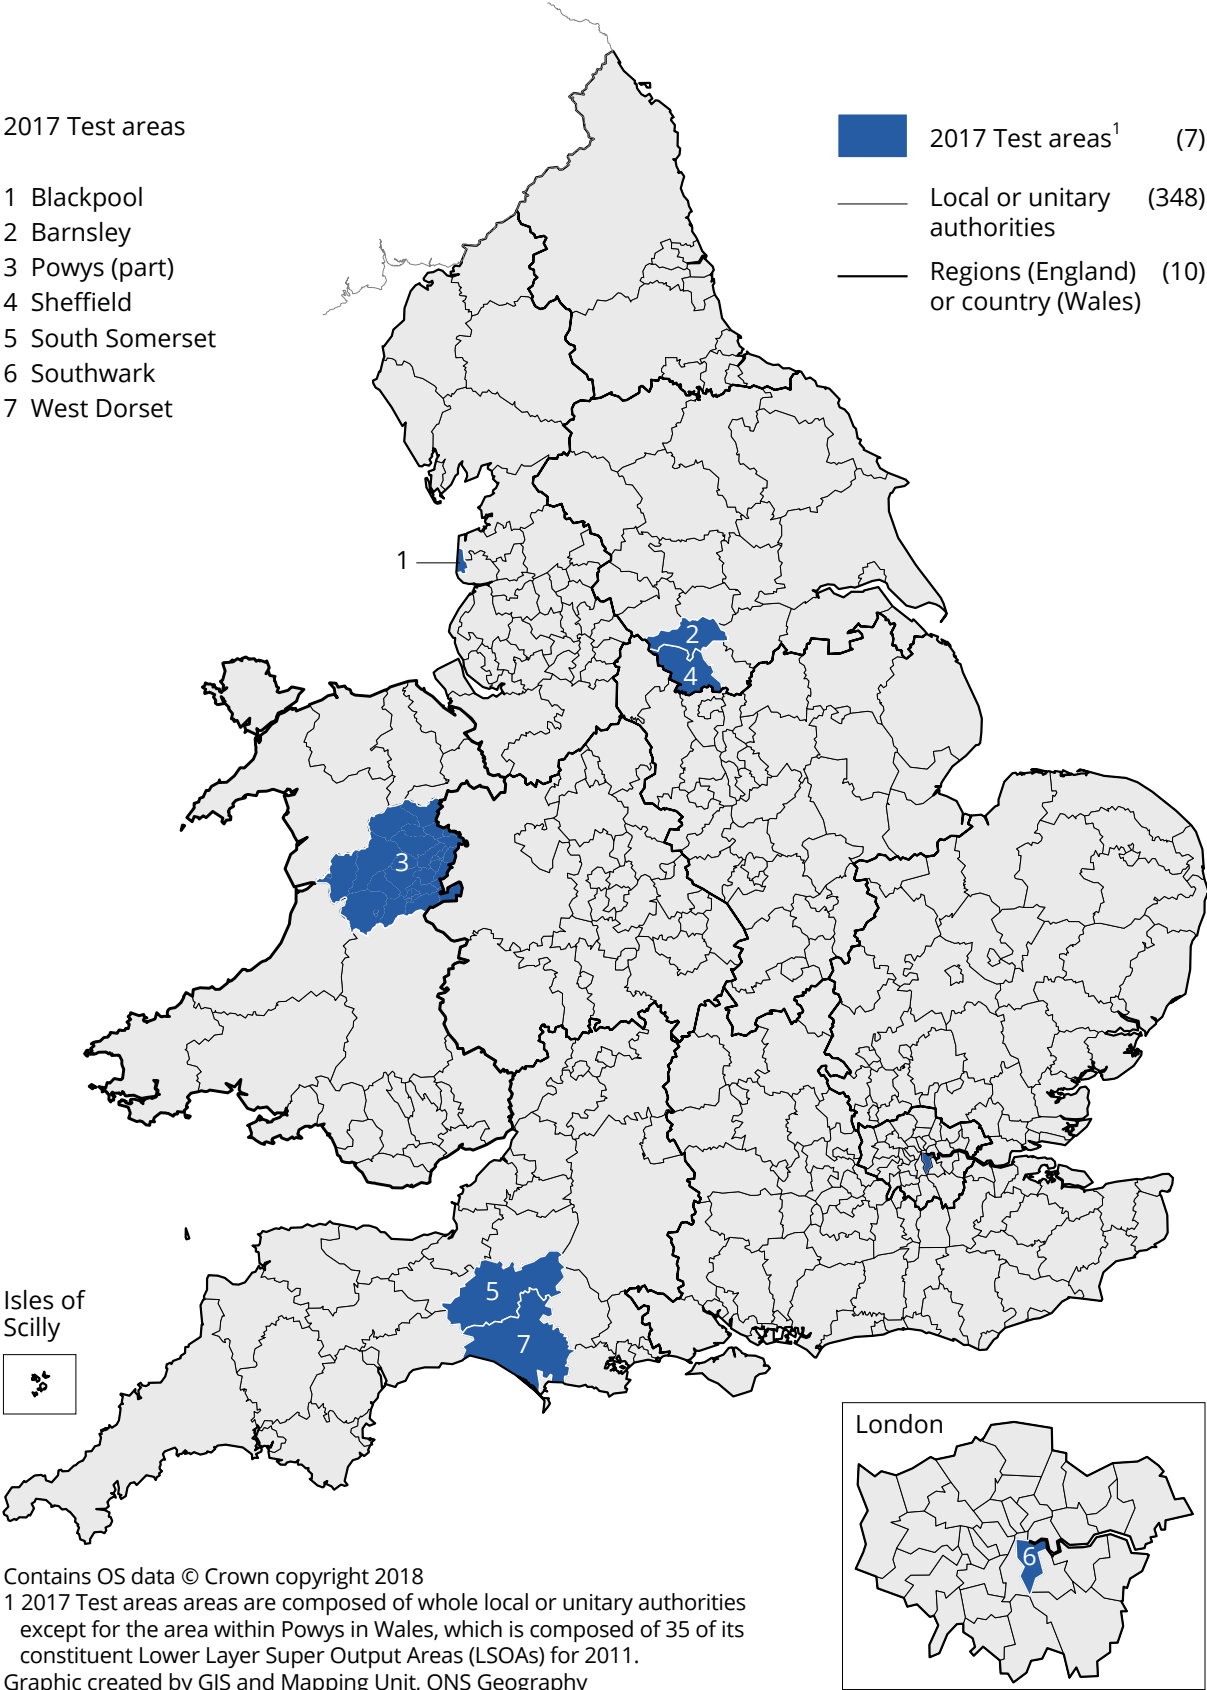 2017 Test areas
1 Blackpool
2 Barnsley
3 Powys (part)
4 Sheffield
5 South Somerset
6 Southwark
7 West Dorset
2017 Test areas1 (7)
Local or unitary (348)
authorities
Regions (England) (10)
or country (Wales)
1
2
4
3
5
7
Isles of
Scilly
London
6
Contains OS data © Crown copyright 2018
1 2017 Test areas areas are composed of whole local or unitary authorities
except for the area within Powys in Wales, which is composed of 35 of its
constituent Lower Layer Super Output Areas (LSOAs) for 2011.
Graphic created by GIS and Mapping Unit, ONS Geography